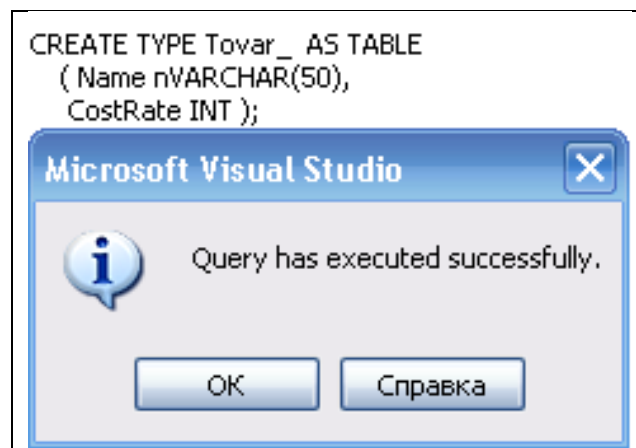 CREATE TYPE Tovar_ AS TABLE
( Name nVARCHAR(50),
CostRate INT );
Microsoft Visual Studio
Query has executed successfully.
OK
Справка